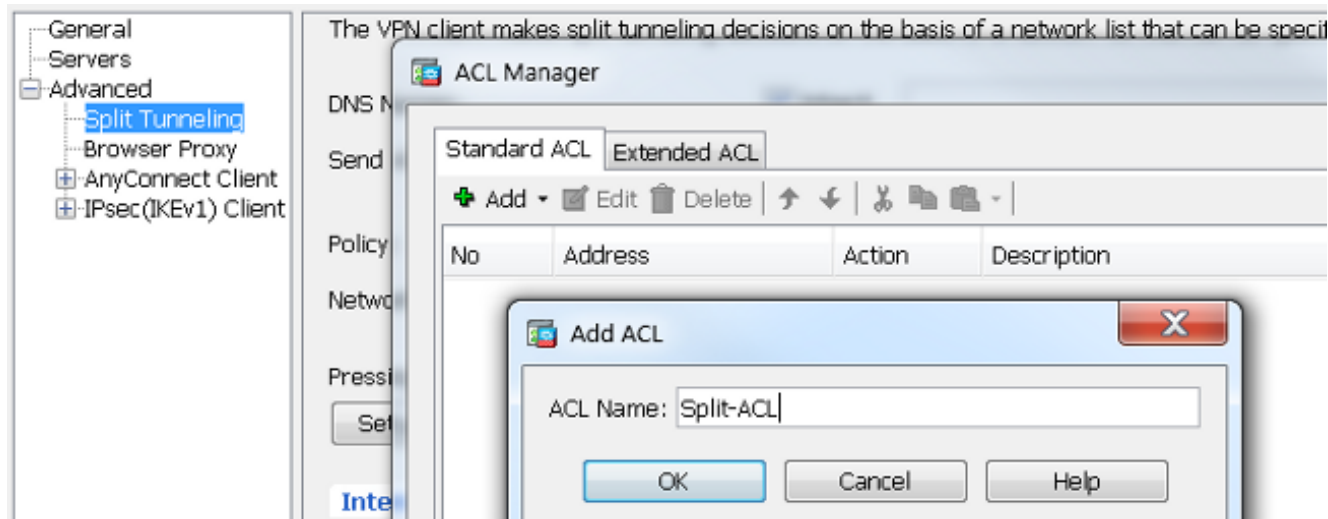 General
Servers
Advanced
Split Tunneling
Browser Proxy
AnyConnect Client
IPsec(IKEv1) Client
The VPN client makes split tunneling decisions on the basis of a network list that can be specif
DNS N
Send
Policy
Netwo
Pressi
Set
Inte
ACL Manager
Standard ACL Extended ACL
Add Edit Delete
No Address Action Description
Add ACL
ACL Name: Split-ACL
OK Cancel Help